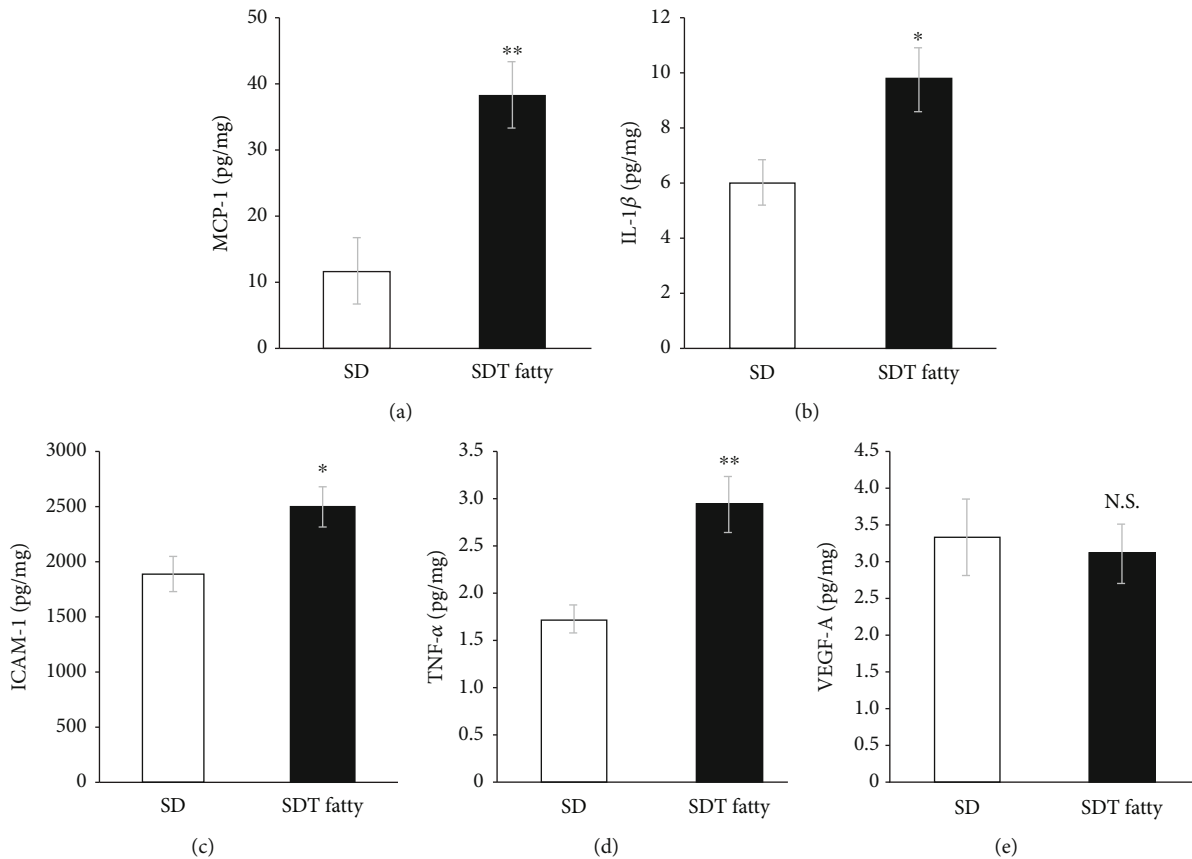 50
40
30
20
10
0
MCP-1 (pg/mg)
**
SD
SDT fatty
(a)
12
10
8
6
4
2
0
IL-1β (pg/mg)
*
SD
SDT fatty
(b)
3000
2500
2000
1500
1000
500
0
ICAM-1 (pg/mg)
*
SD
SDT fatty
(c)
3.5
3.0
2.5
2.0
1.5
1.0
0.5
0
TNF-α (pg/mg)
**
SD
SDT fatty
(d)
4.5
4.0
3.5
3.0
2.5
2.0
1.5
1.0
0.5
0
VEGF-A (pg/mg)
N.S.
SD
SDT fatty
(e)